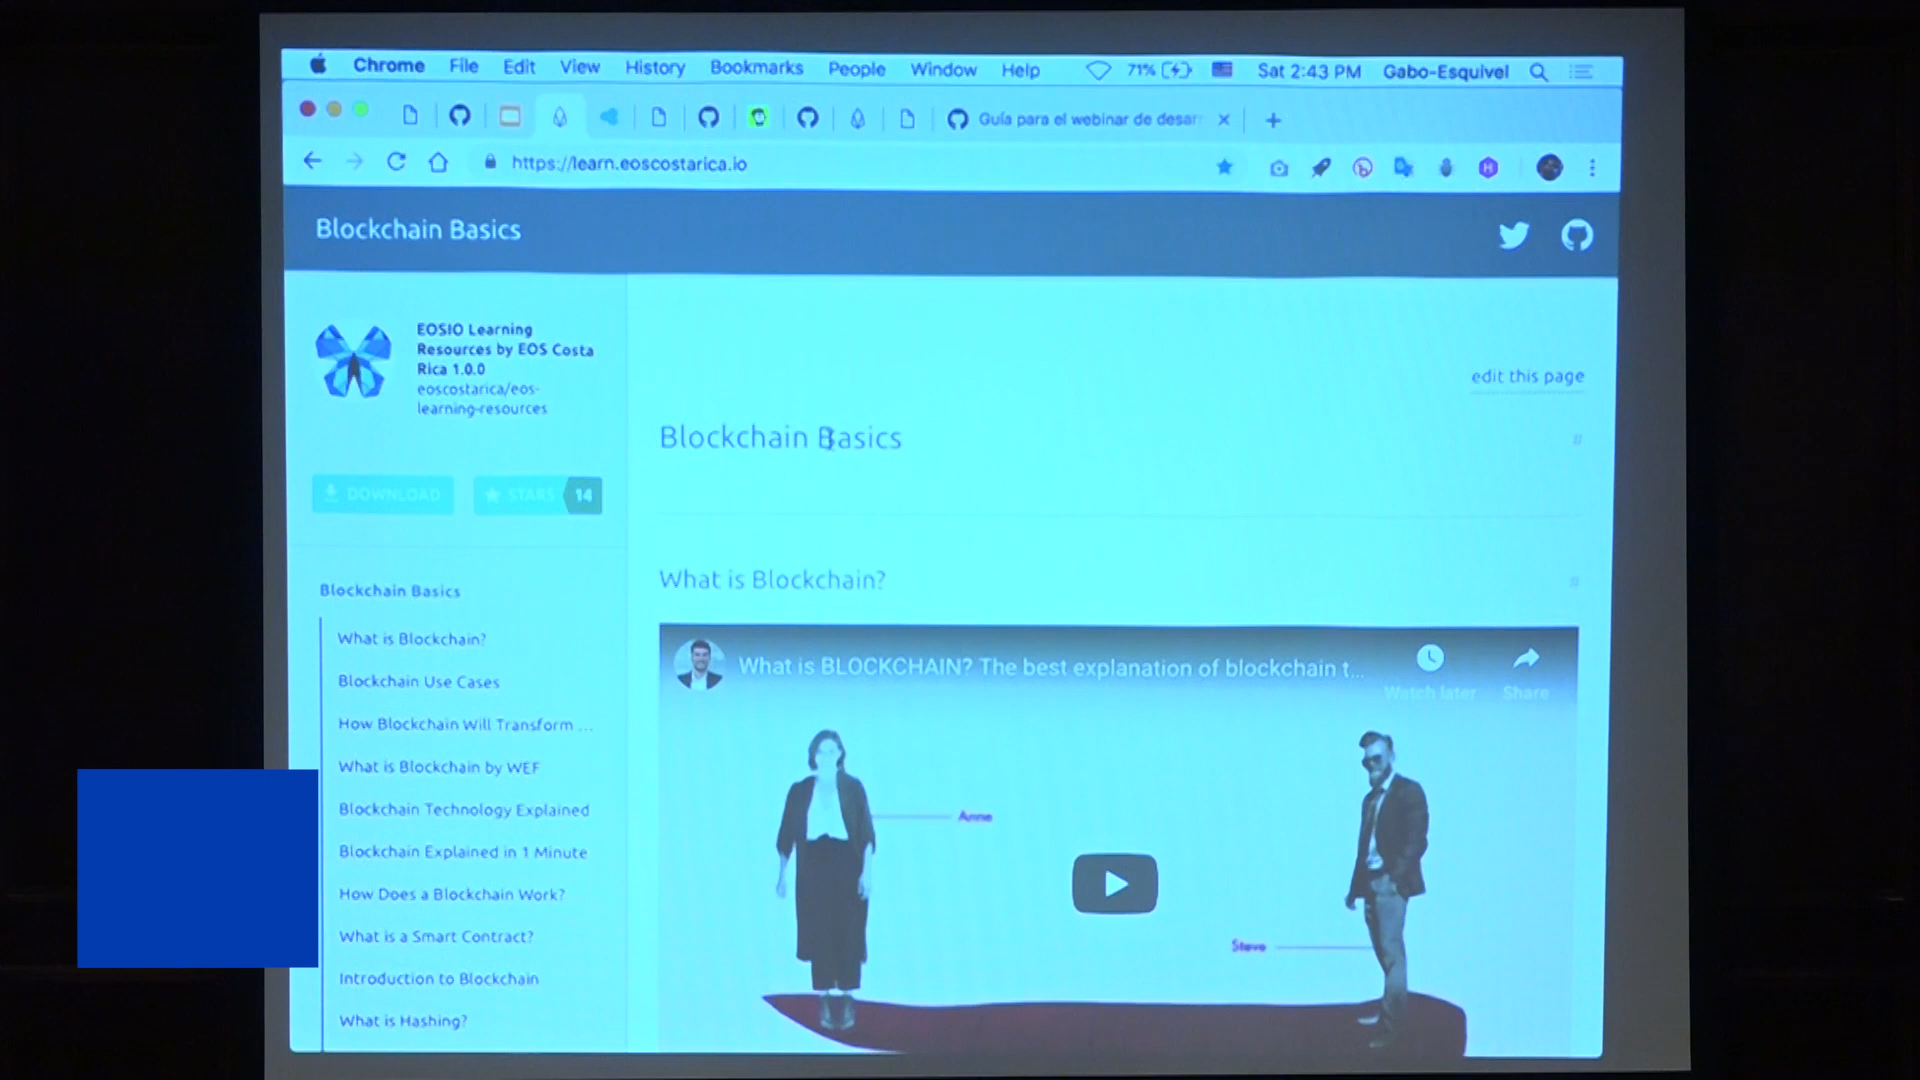 Chrome File Edit View History Bookmarks People Window Help 71% Sat 2:43 PM Gabo-Esquivel
Guía para el webinar de desar
https://learn.eoscostarica.io
Blockchain Basics
EOSIO Learning
Resources by EOS Costa
Rica 1.0.0
eoscostarica/eos-
learning-resources
DOWNLOAD
STARS 14
Blockchain Basics
What is Blockchain?
Blockchain Use Cases
How Blockchain Will Transform ...
What is Blockchain by WEF
Blockchain Technology Explained
Blockchain Explained in 1 Minute
How Does a Blockchain Work?
What is a Smart Contract?
Introduction to Blockchain
What is Hashing?
edit this page
Blockchain Basics
#
What is Blockchain?
#
What is BLOCKCHAIN? The best explanation of blockchain t...
Watch later
Share
Anne
Steve